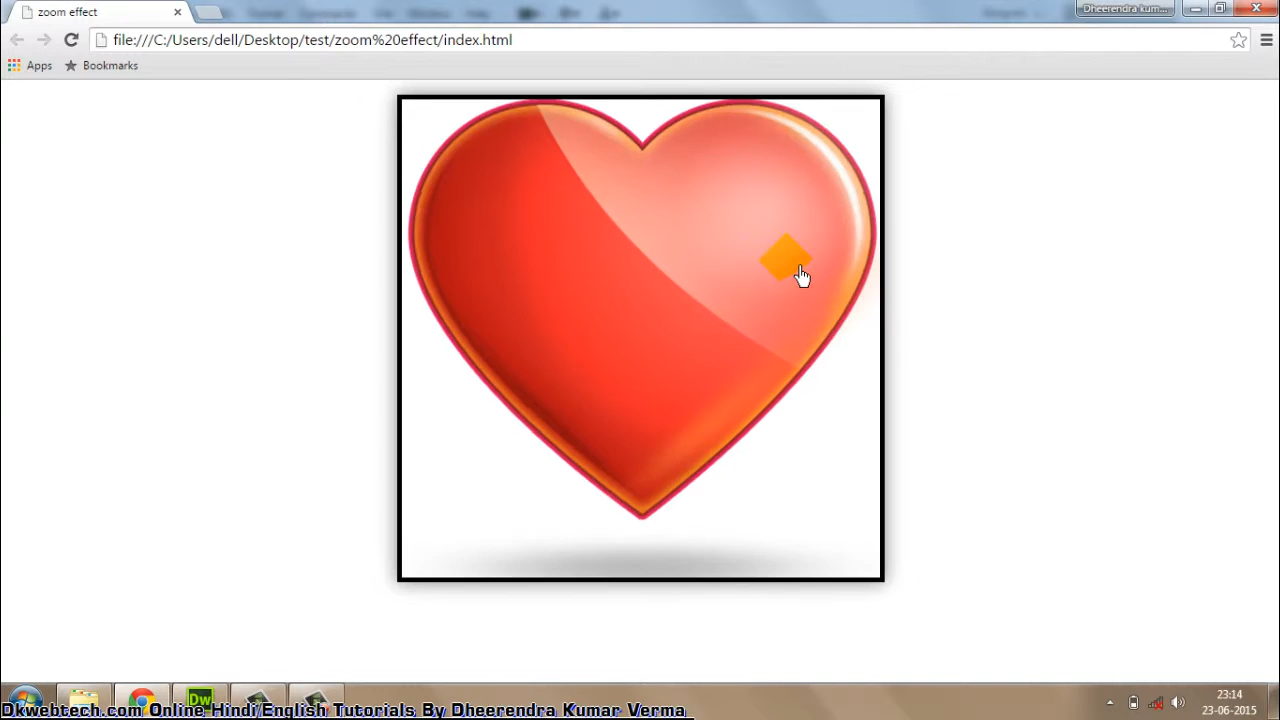 zoom effect
Dheerendra kum...
file:///C:/Users/dell/Desktop/test/zoom%20effect/index.html
Apps
Bookmarks
Dw
23:14
23-06-2015
Dkwebtech.com Online Hindi/English Tutorials By Dheerendra Kumar Verma